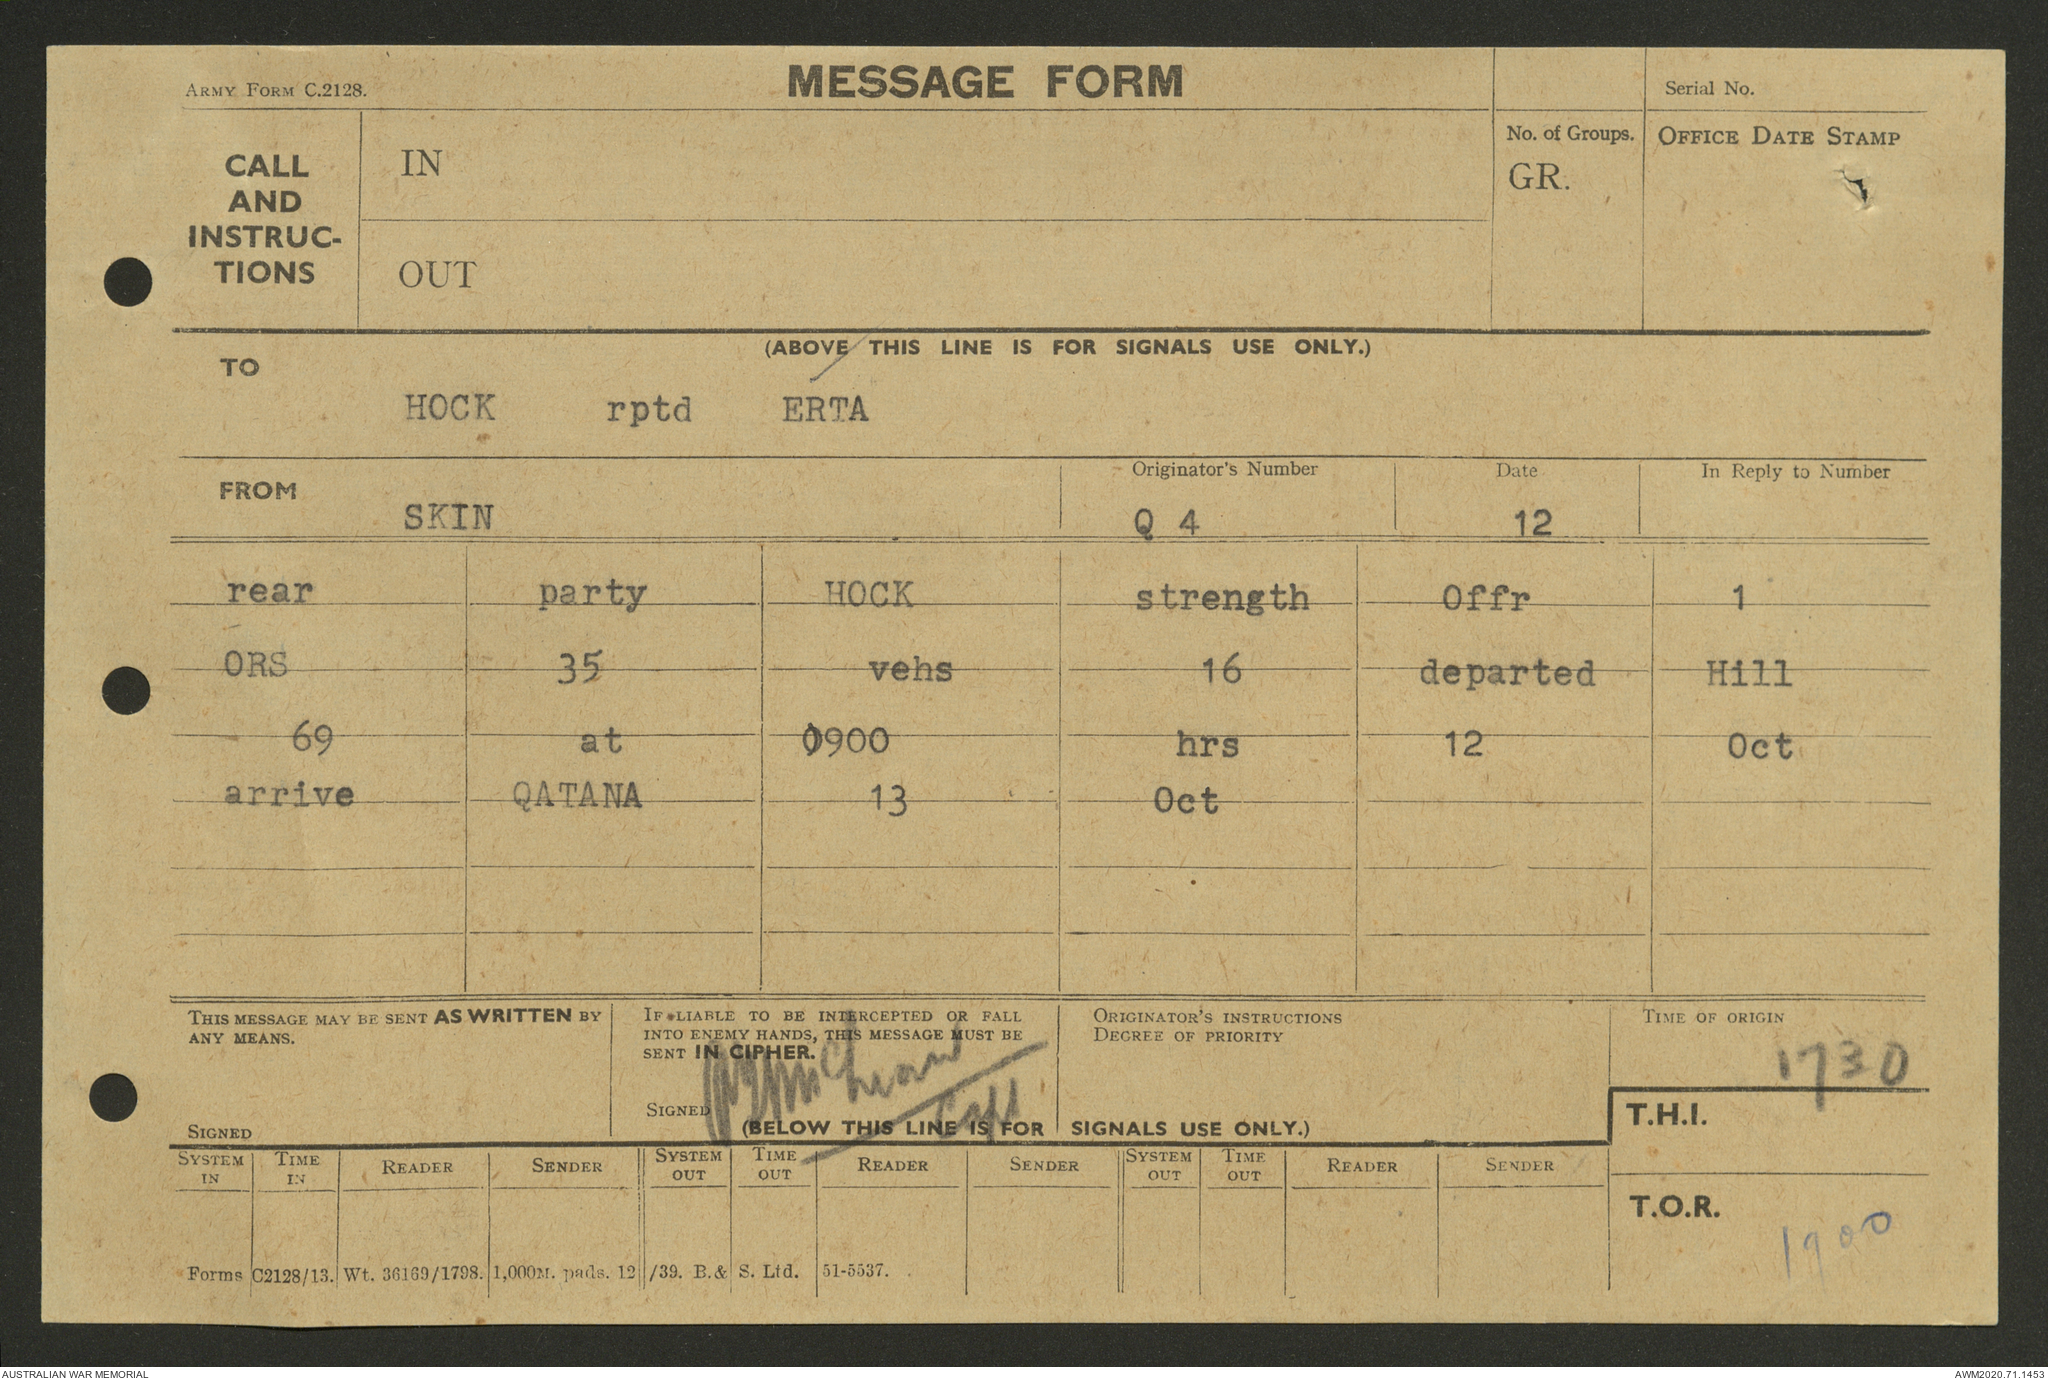 ARMY FORM C.2128.
MESSAGE FORM
Serial No.
CALL AND INSTRUC-TIONS
IN
No. of Groups.
GR.
OFFICE DATE STAMP
OUT
(ABOVE THIS LINE IS FOR SIGNALS USE ONLY.)
TO
HOCK rptd ERTA
FROM
SKIN
Originator's Number
Q 4
Date
12
In Reply to Number
rear party HOCK strength Offr 1
ORS 35 vehs 16 departed Hill
69 at 0900 hrs 12 Oct
arrive QATANA 13 Oct
THIS MESSAGE MAY BE SENT AS WRITTEN BY
ANY MEANS.
SIGNED
IF LIABLE TO BE INTERCEPTED OR FALL
INTO ENEMY HANDS, THIS MESSAGE MUST BE
SENT IN CIPHER.
SIGNED
Capt
ORIGINATOR'S INSTRUCTIONS
DEGREE OF PRIORITY
TIME OF ORIGIN
1730
(BELOW THIS LINE IS FOR SIGNALS USE ONLY.)
T.H.I.
SYSTEM IN TIME IN READER SENDER SYSTEM OUT TIME OUT READER SENDER SYSTEM OUT TIME OUT READER SENDER
T.O.R.
1900
Forms C2128/13. Wt. 36169/1798. 1,000M. pads. 12/39. B.& S. Ltd. 51-5537.
AUSTRALIAN WAR MEMORIAL
AWM2020.71.1453